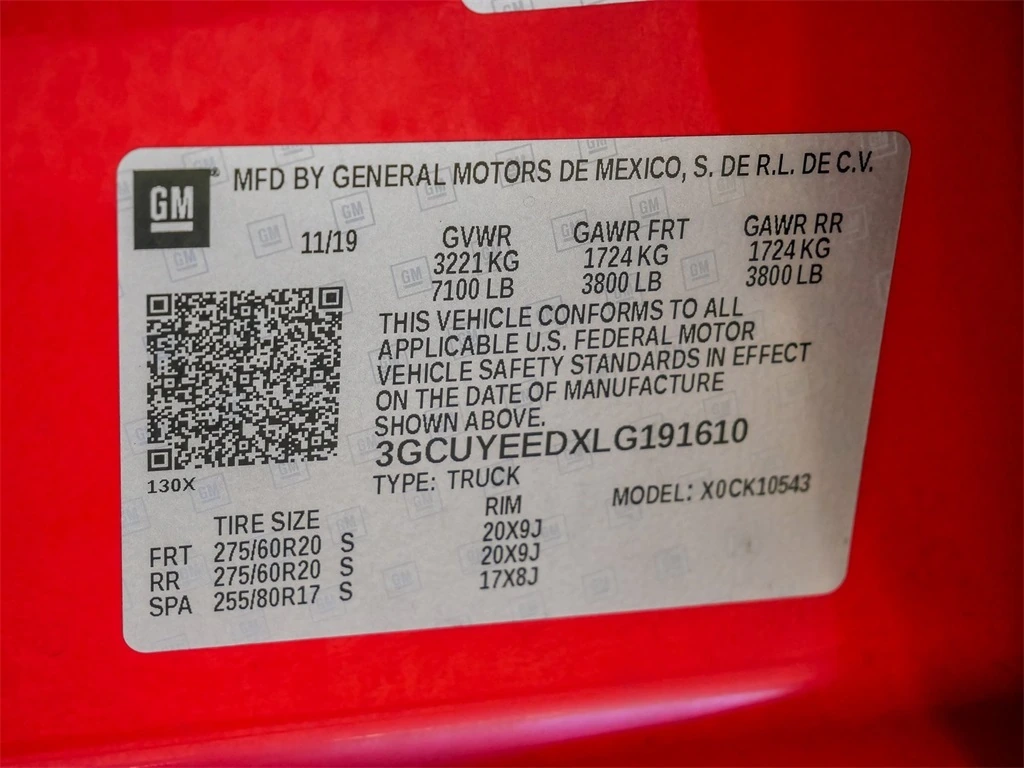 GM® MFD BY GENERAL MOTORS DE MEXICO, S. DE R.L. DE C.V.
11/19 GVWR GAWR FRT GAWR RR
3221 KG 1724 KG 1724 KG
7100 LB 3800 LB 3800 LB
THIS VEHICLE CONFORMS TO ALL
APPLICABLE U.S. FEDERAL MOTOR
VEHICLE SAFETY STANDARDS IN EFFECT
ON THE DATE OF MANUFACTURE
SHOWN ABOVE.
3GCUYEEDXLG191610
130X
TYPE: TRUCK MODEL: X0CK10543
TIRE SIZE RIM
FRT 275/60R20 S 20X9J
RR 275/60R20 S 20X9J
SPA 255/80R17 S 17X8J